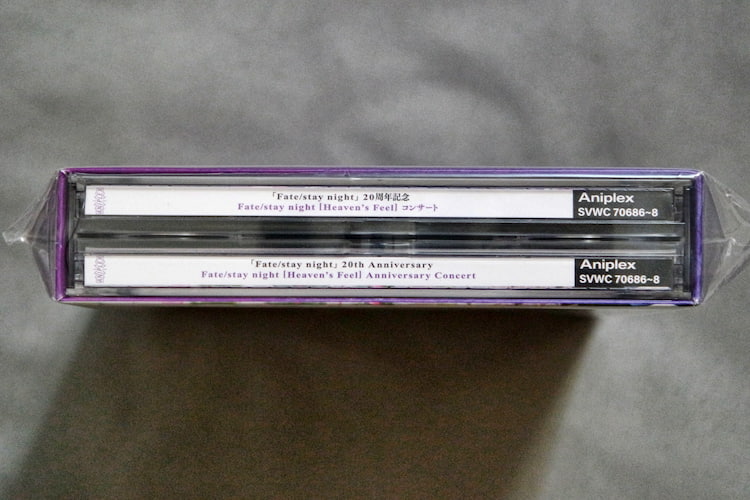 「Fate/stay night」20周年記念
Fate/stay night [Heaven's Feel] コンサート
Aniplex
SVWC 70686~8
「Fate/stay night」20th Anniversary
Fate/stay night [Heaven's Feel] Anniversary Concert
Aniplex
SVWC 70686~8